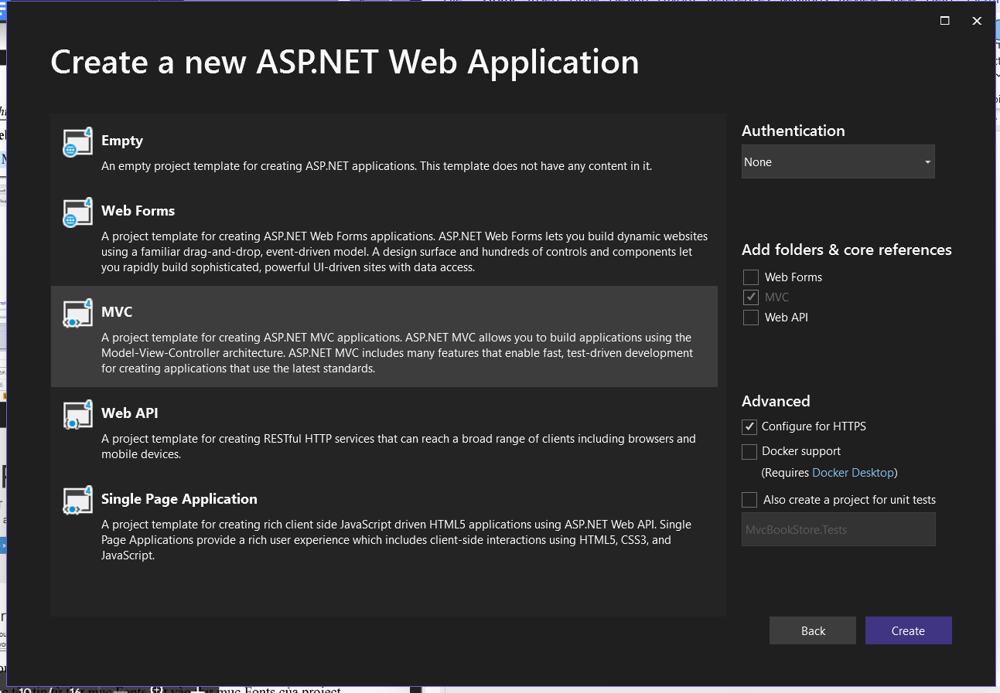 Create a new ASP.NET Web Application
Empty
An empty project template for creating ASP.NET applications. This template does not have any content in it.
Web Forms
A project template for creating ASP.NET Web Forms applications. ASP.NET Web Forms lets you build dynamic websites
using a familiar drag-and-drop, event-driven model. A design surface and hundreds of controls and components let
you rapidly build sophisticated, powerful UI-driven sites with data access.
MVC
A project template for creating ASP.NET MVC applications. ASP.NET MVC allows you to build applications using the
Model-View-Controller architecture. ASP.NET MVC includes many features that enable fast, test-driven development
for creating applications that use the latest standards.
Web API
A project template for creating RESTful HTTP services that can reach a broad range of clients including browsers and
mobile devices.
Single Page Application
A project template for creating rich client side JavaScript driven HTML5 applications using ASP.NET Web API. Single
Page Applications provide a rich user experience which includes client-side interactions using HTML5, CSS3, and
JavaScript.
Authentication
None
Add folders & core references
Web Forms
MVC
Web API
Advanced
Configure for HTTPS
Docker support
(Requires Docker Desktop)
Also create a project for unit tests
MvcBookStore.Tests
Back
Create
mục Fonts của project